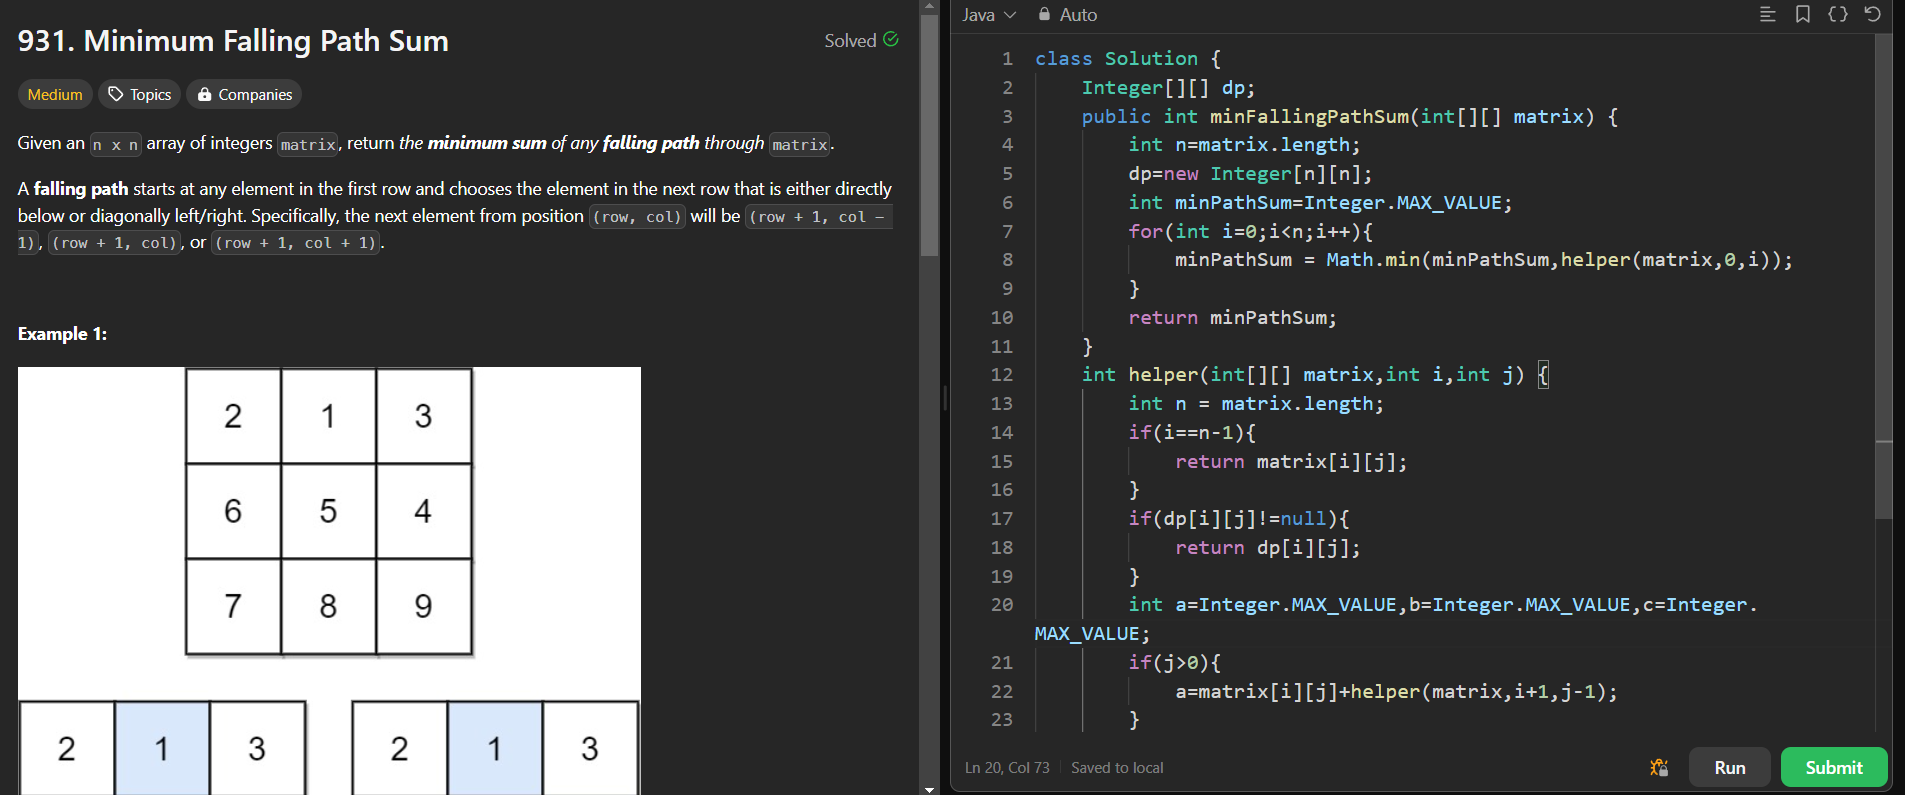 931. Minimum Falling Path Sum
Solved
Medium
Topics
Companies
Given an n x n array of integers matrix, return the minimum sum of any falling path through matrix.
A falling path starts at any element in the first row and chooses the element in the next row that is either directly
below or diagonally left/right. Specifically, the next element from position (row, col) will be (row + 1, col -
1), (row + 1, col), or (row + 1, col + 1).
Example 1:
2 1 3
6 5 4
7 8 9
2 1 3
2 1 3
Java
Auto
1 class Solution {
2 Integer[][] dp;
3 public int minFallingPathSum(int[][] matrix) {
4 int n=matrix.length;
5 dp=new Integer[n][n];
6 int minPathSum=Integer.MAX_VALUE;
7 for(int i=0;i<n;i++){
8 minPathSum = Math.min(minPathSum,helper(matrix,0,i));
9 }
10 return minPathSum;
11 }
12 int helper(int[][] matrix,int i,int j) {
13 int n = matrix.length;
14 if(i==n-1){
15 return matrix[i][j];
16 }
17 if(dp[i][j]!=null){
18 return dp[i][j];
19 }
20 int a=Integer.MAX_VALUE,b=Integer.MAX_VALUE,c=Integer.
MAX_VALUE;
21 if(j>0){
22 a=matrix[i][j]+helper(matrix,i+1,j-1);
23 }
Ln 20, Col 73
Saved to local
Run
Submit